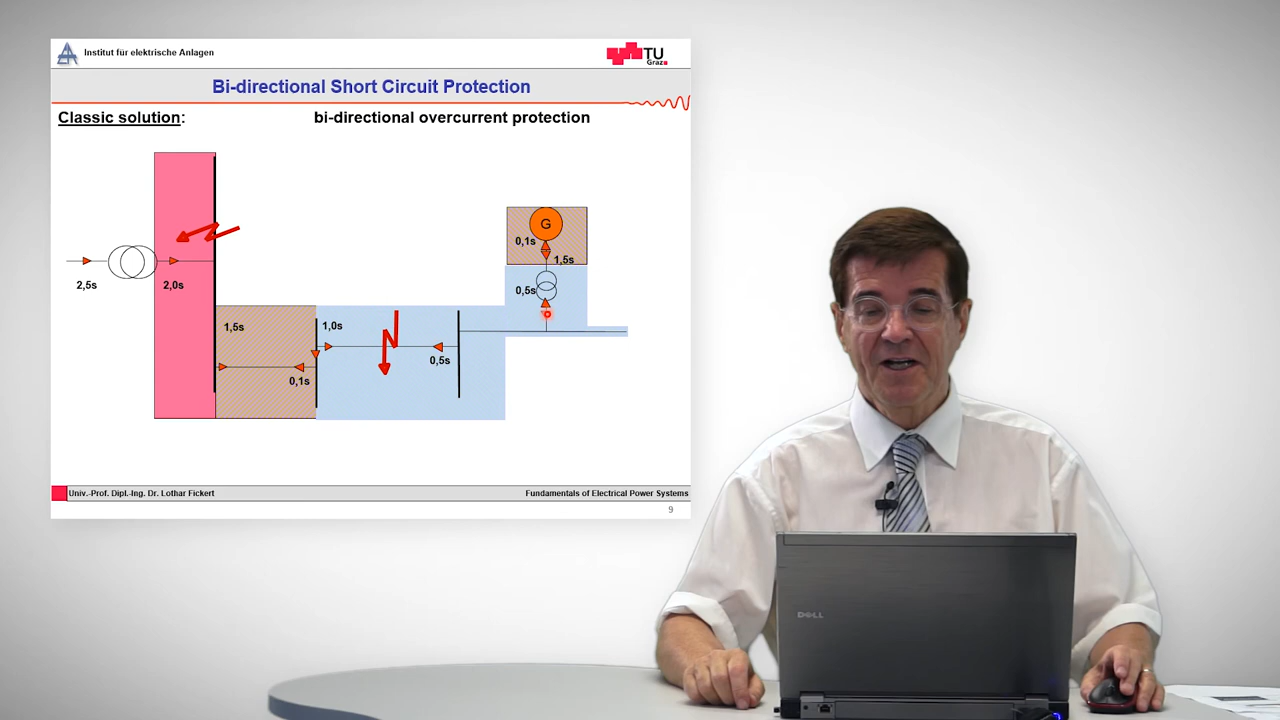 Institut für elektrische Anlagen
TU
Graz
Bi-directional Short Circuit Protection
Classic solution: bi-directional overcurrent protection
G
0,1s
1,5s
2,5s
2,0s
0,5s
1,5s
1,0s
0,5s
0,1s
Univ.-Prof. Dipl.-Ing. Dr. Lothar Fickert
Fundamentals of Electrical Power Systems
9
DELL